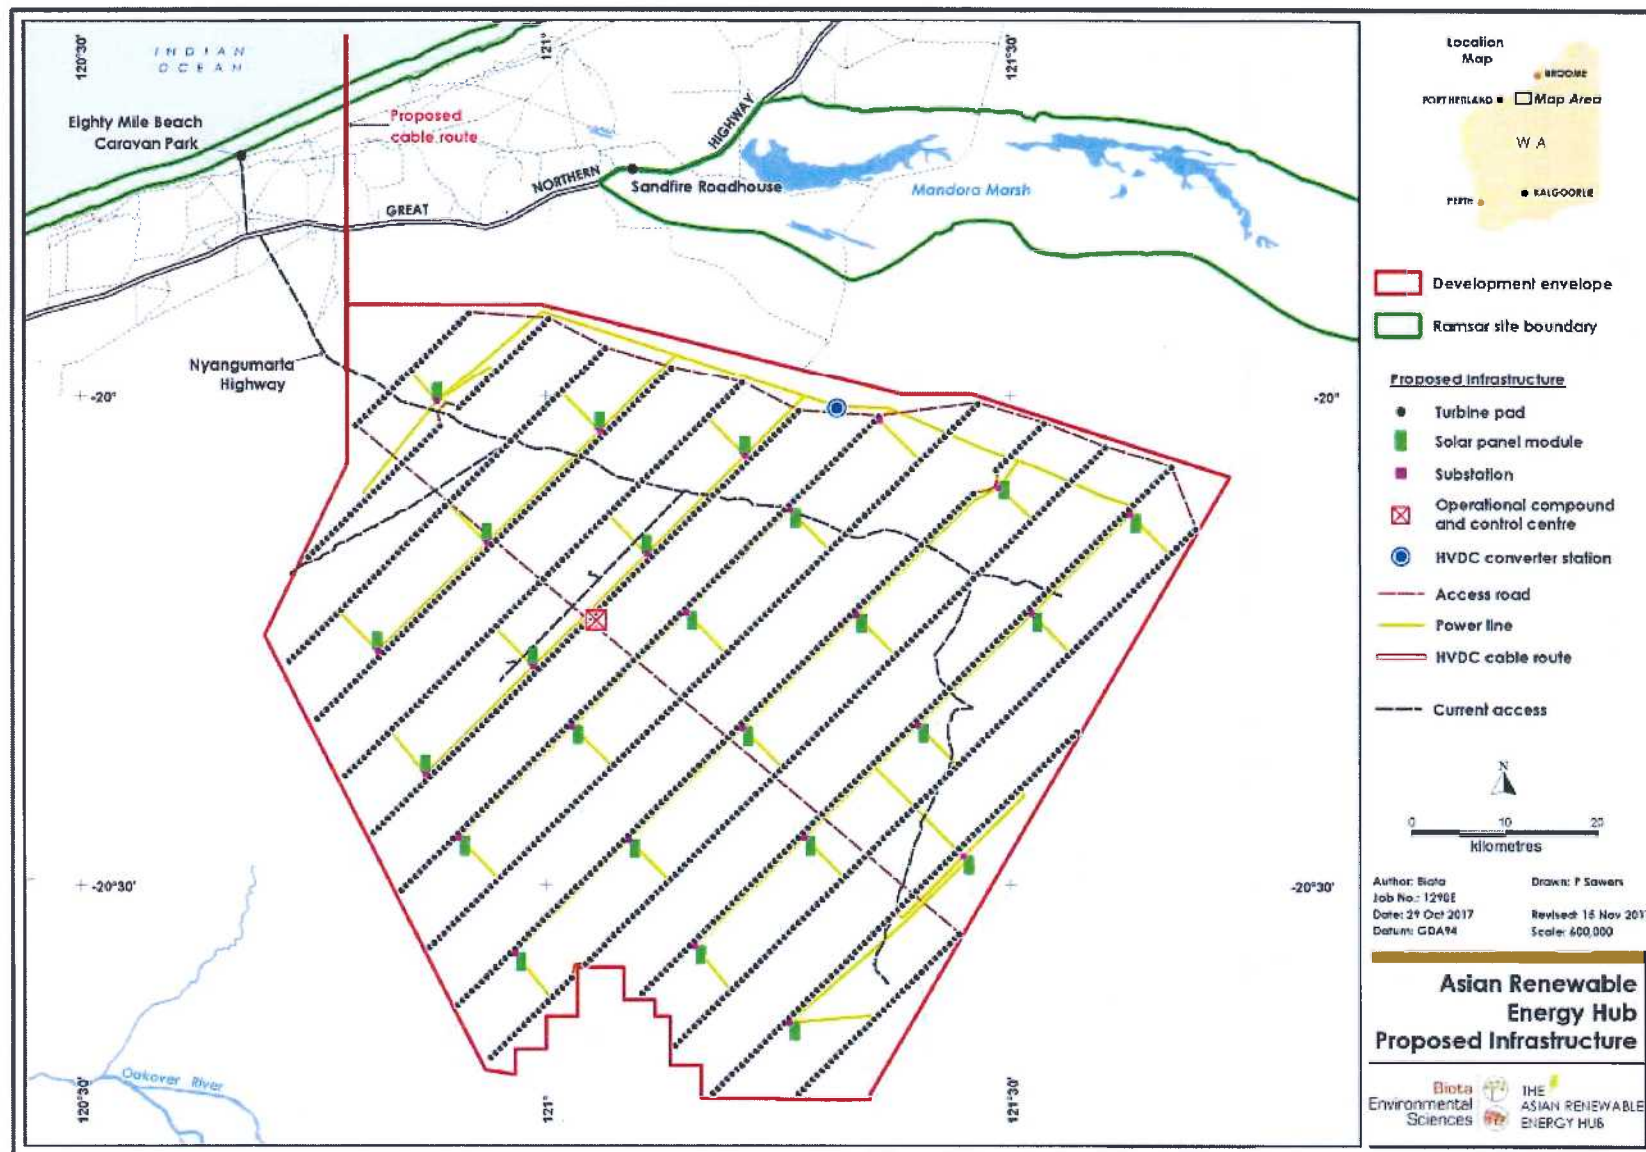 120°30'
INDIAN
OCEAN
121°
121°30'
Eighty Mile Beach
Caravan Park
Proposed
cable route
HIGHWAY
NORTHERN
GREAT
Sandfire Roadhouse
Mandora Marsh
Nyangumarta
Highway
-20°
-20°
-20°30'
-20°30'
Oakover River
120°30'
121°
121°30'
Location
Map
BROOME
PORT HEDLAND
Map Area
W A
KALGOORLIE
PERTH
Development envelope
Ramsar site boundary
Proposed Infrastructure
Turbine pad
Solar panel module
Substation
Operational compound
and control centre
HVDC converter station
Access road
Power line
HVDC cable route
Current access
N
0 10 20
kilometres
Author: Biota Drawn: P Sawers
Job No.: 1290E
Date: 29 Oct 2017 Revised: 15 Nov 201
Datum: GDA94 Scale: 600,000
Asian Renewable
Energy Hub
Proposed Infrastructure
Biota
Environmental
Sciences
THE
ASIAN RENEWABLE
ENERGY HUB